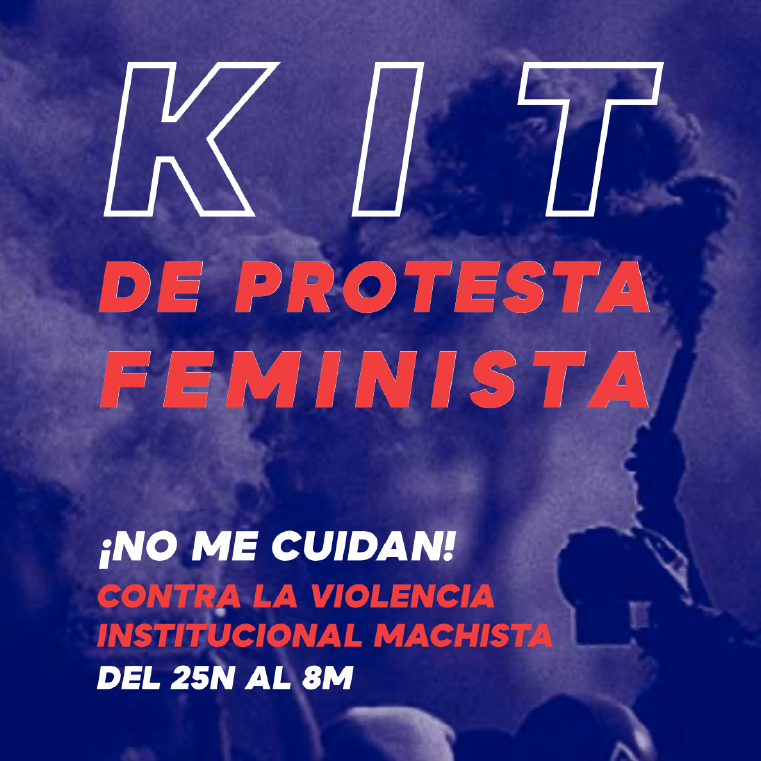 KIT
DE PROTESTA
FEMINISTA
¡NO ME CUIDAN!
CONTRA LA VIOLENCIA
INSTITUCIONAL MACHISTA
DEL 25N AL 8M